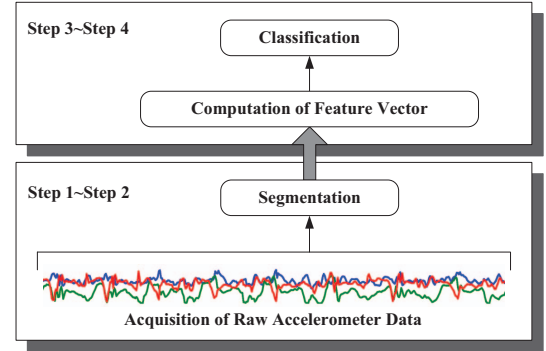 Step 3~Step 4
Classification
Computation of Feature Vector
Step 1~Step 2
Segmentation
Acquisition of Raw Accelerometer Data